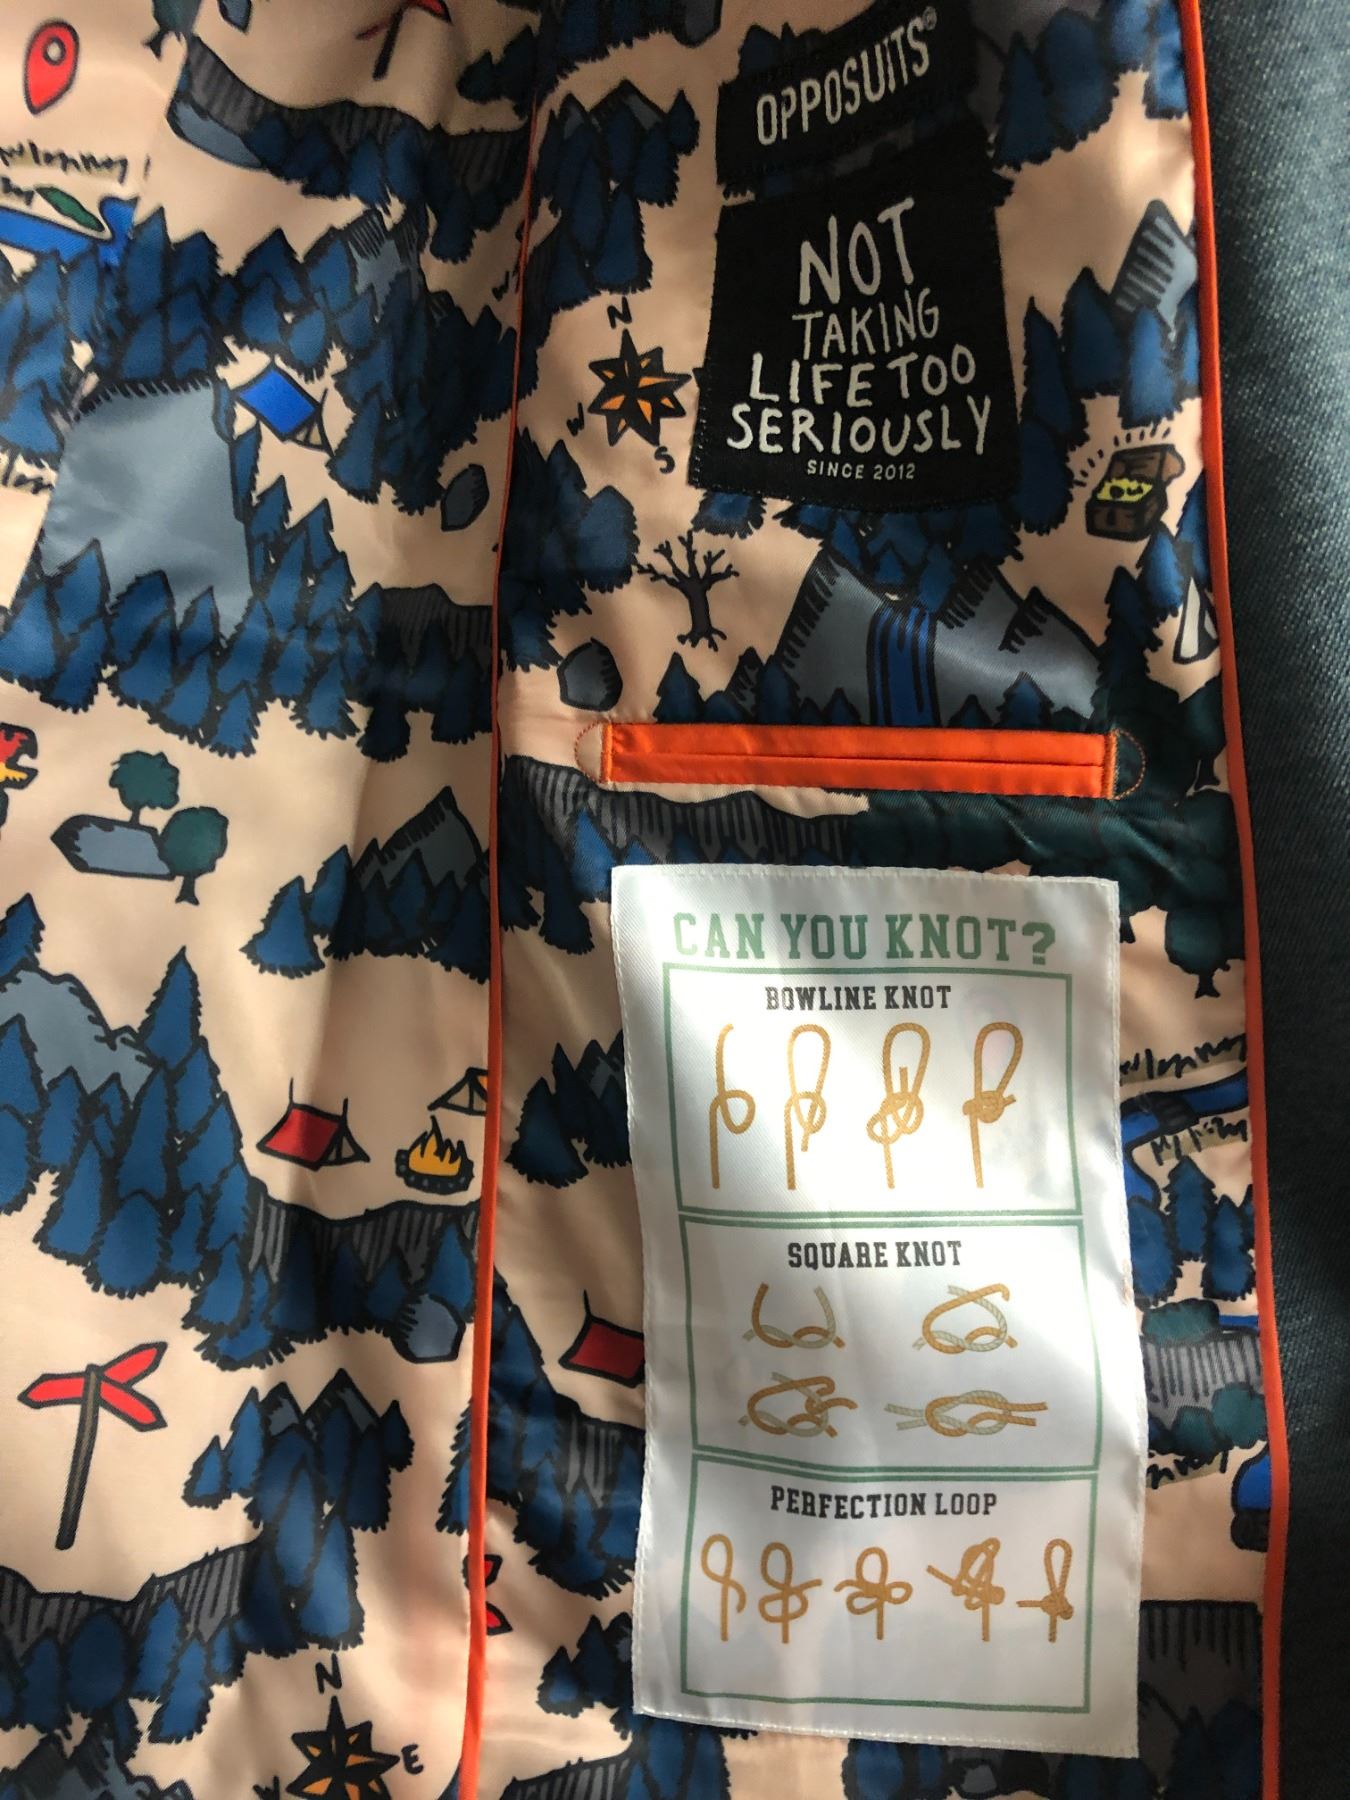 OPPOSUITS®
NOT
TAKING
LIFE TOO
SERIOUSLY
SINCE 2012
N
W
S
CAN YOU KNOT?
BOWLINE KNOT
SQUARE KNOT
PERFECTION LOOP
N
W
E